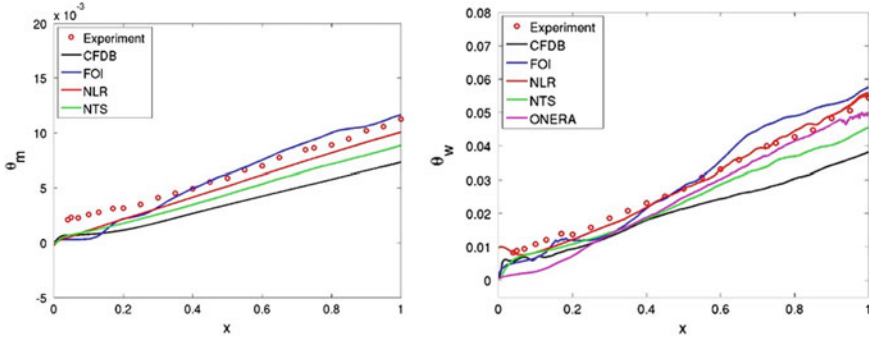 20 × 10⁻³
15
10
5
0
-5
θm
0
0.2
0.4
0.6
0.8
1
x
Experiment
CFDB
FOI
NLR
NTS
0.08
0.07
0.06
0.05
0.04
0.03
0.02
0.01
0
θw
0
0.2
0.4
0.6
0.8
1
x
Experiment
CFDB
FOI
NLR
NTS
ONERA